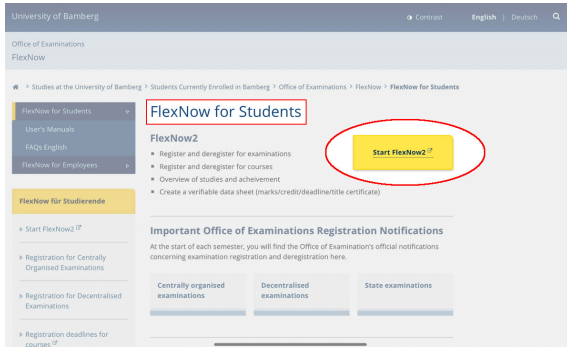 University of Bamberg
Contrast
English | Deutsch
Office of Examinations
FlexNow
Studies at the University of Bamberg > Students Currently Enrolled in Bamberg > Office of Examinations > FlexNow > FlexNow for Students
FlexNow for Students
User's Manuals
FAQs English
FlexNow for Employees
FlexNow für Studierende
Start FlexNow2
Registration for Centrally
Organised Examinations
Registration for Decentralised
Examinations
Registration deadlines for
courses
FlexNow for Students
FlexNow2
Register and deregister for examinations
Register and deregister for courses
Overview of studies and acheivement
Create a verifiable data sheet (marks/credit/deadline/title certificate)
Start FlexNow2
Important Office of Examinations Registration Notifications
At the start of each semester, you will find the Office of Examination's official notifications
concerning examination registration and deregistration here.
Centrally organised
examinations
Decentralised
examinations
State examinations